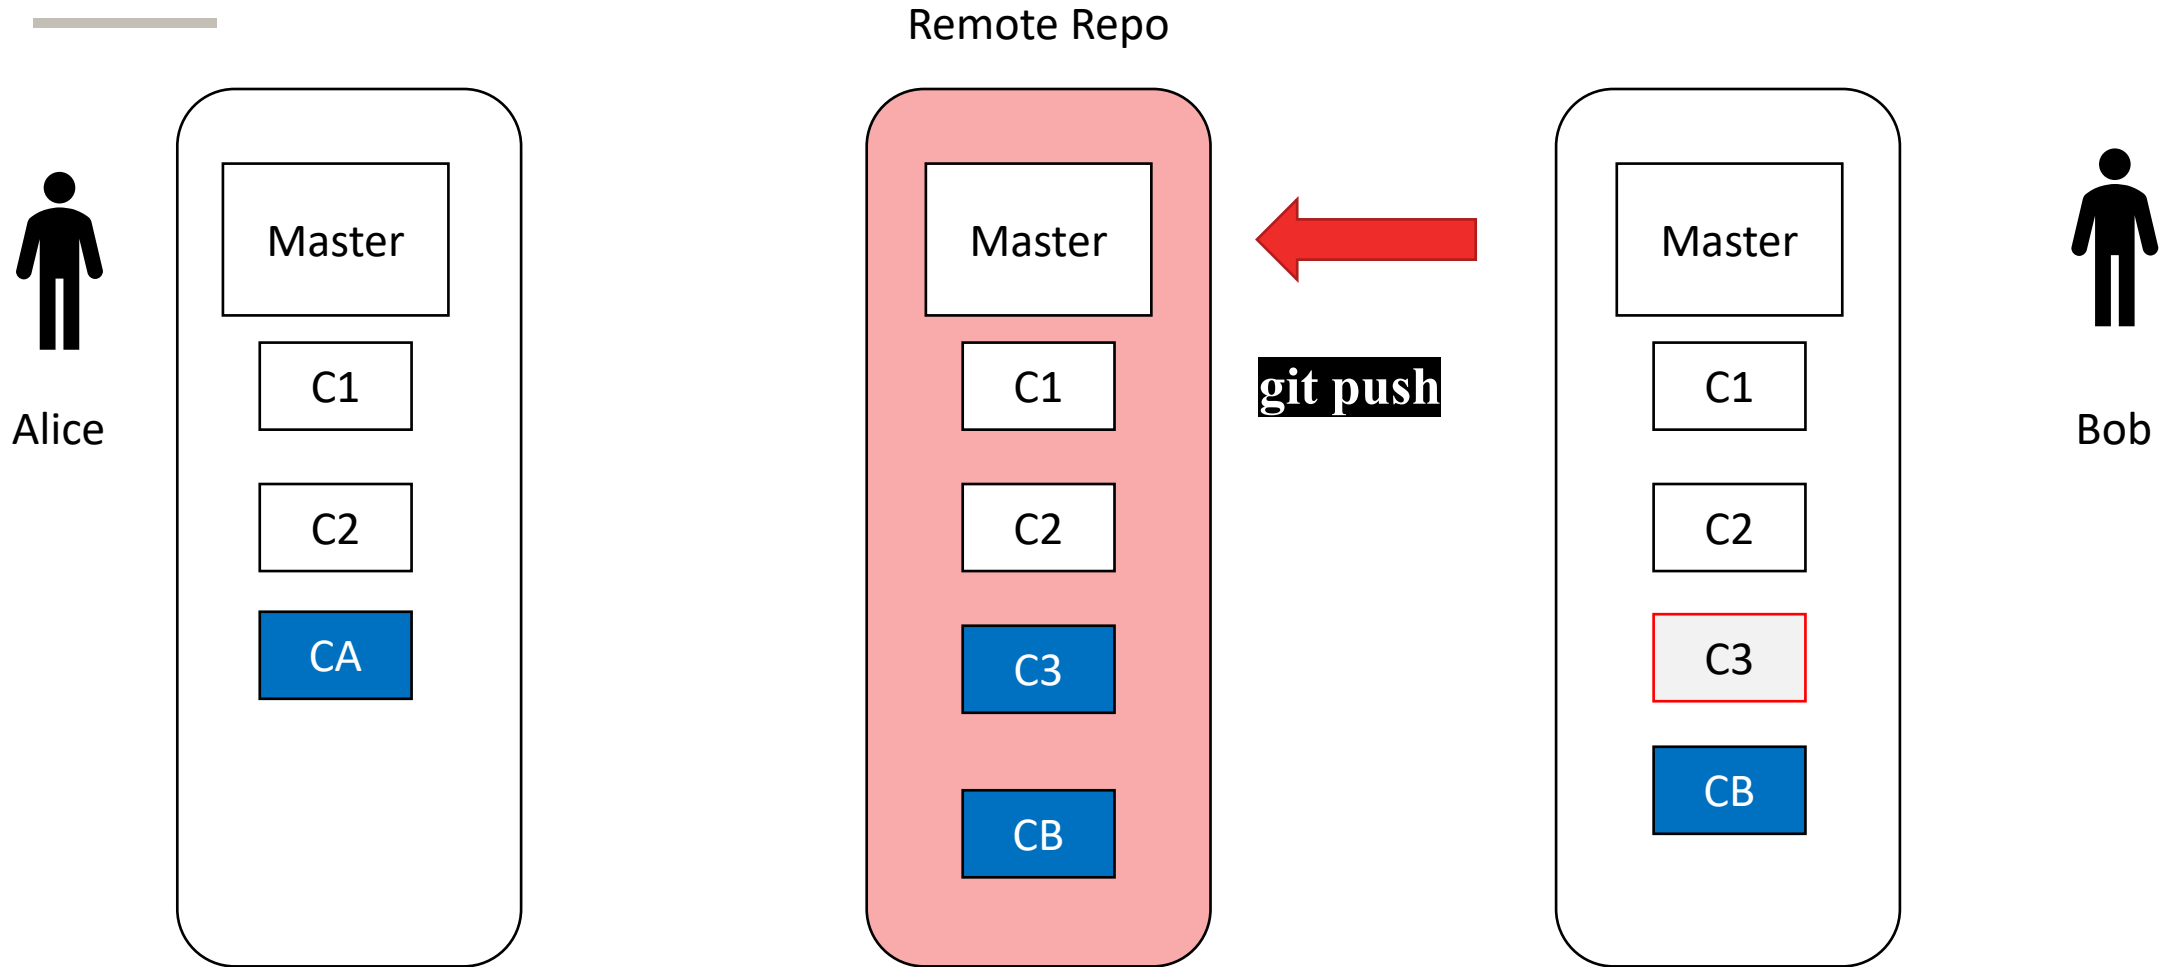 Remote Repo
Alice
Master
C1
C2
CA
Master
C1
C2
C3
CB
git push
Master
C1
C2
C3
CB
Bob